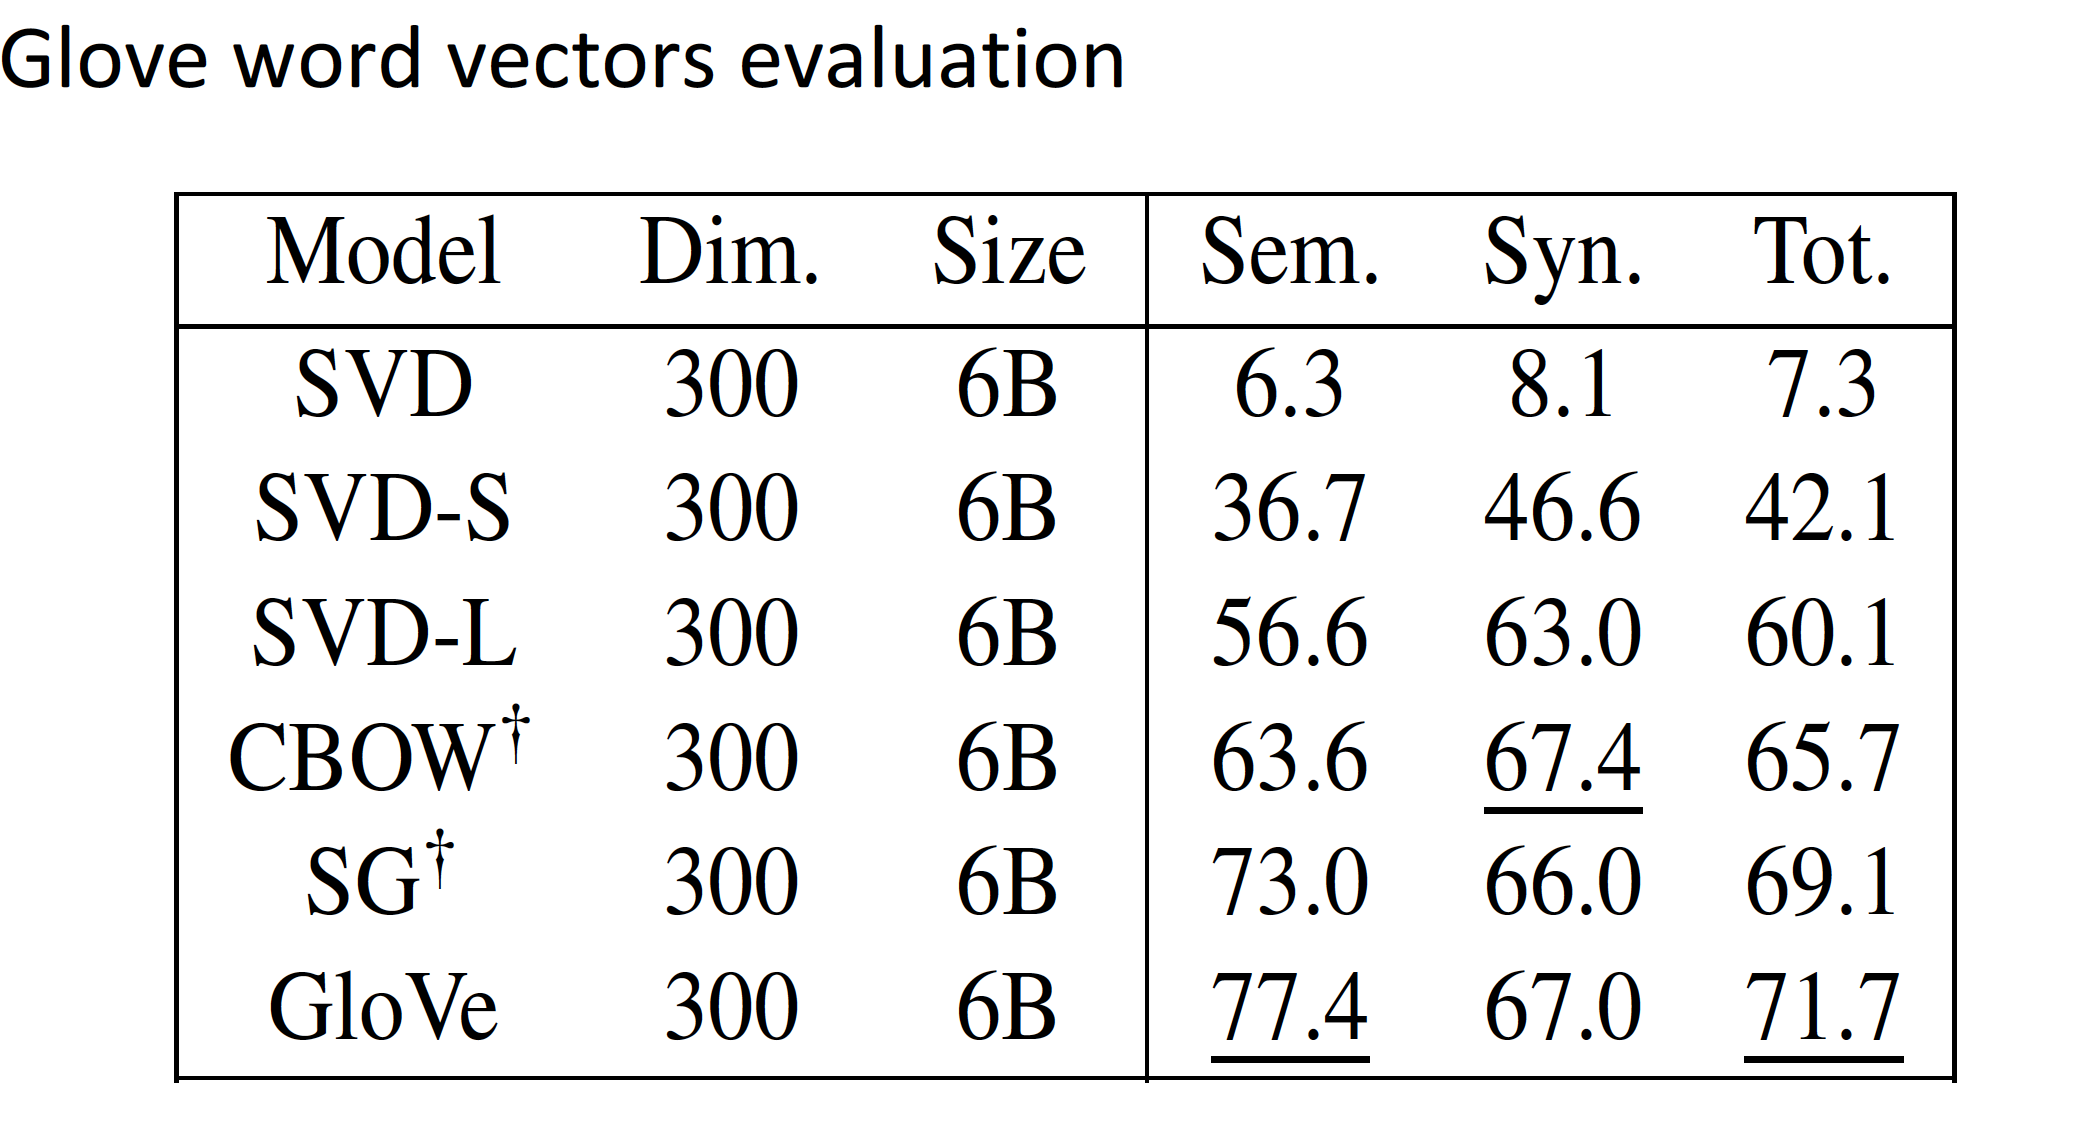 Glove word vectors evaluation
Model Dim. Size Sem. Syn. Tot.
SVD 300 6B 6.3 8.1 7.3
SVD-S 300 6B 36.7 46.6 42.1
SVD-L 300 6B 56.6 63.0 60.1
CBOW† 300 6B 63.6 67.4 65.7
SG† 300 6B 73.0 66.0 69.1
GloVe 300 6B 77.4 67.0 71.7